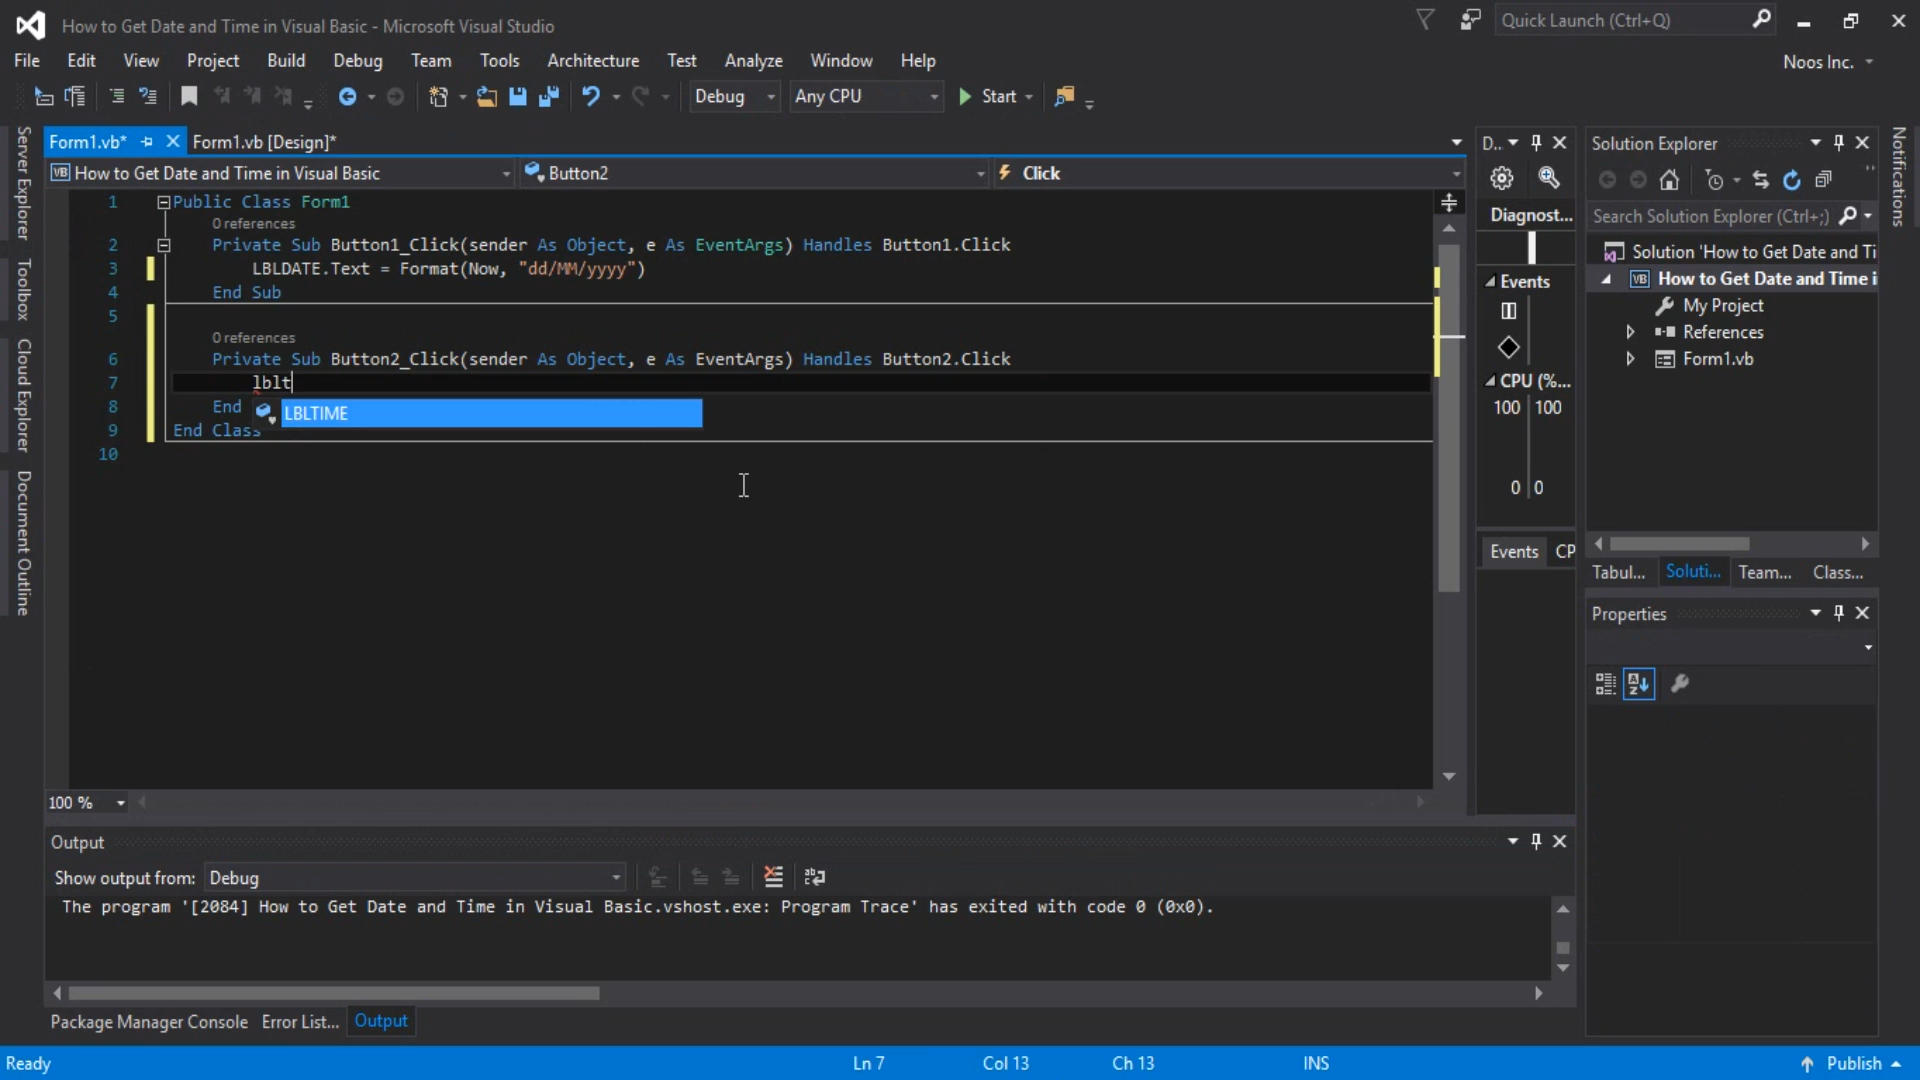 How to Get Date and Time in Visual Basic - Microsoft Visual Studio
Quick Launch (Ctrl+Q)
File Edit View Project Build Debug Team Tools Architecture Test Analyze Window Help
Noos Inc.
Debug Any CPU Start
Server Explorer
Toolbox
Cloud Explorer
Document Outline
Form1.vb* Form1.vb [Design]*
VB How to Get Date and Time in Visual Basic Button2 Click
1 Public Class Form1
0 references
2 Private Sub Button1_Click(sender As Object, e As EventArgs) Handles Button1.Click
3 LBLDATE.Text = Format(Now, "dd/MM/yyyy")
4 End Sub
5
0 references
6 Private Sub Button2_Click(sender As Object, e As EventArgs) Handles Button2.Click
7 lblt
8 End
LBLTIME
9 End Class
10
100 %
D...
Diagnost...
Events
CPU (%...
100 100
0 0
Events CP
Solution Explorer
Search Solution Explorer (Ctrl+;)
Solution 'How to Get Date and Ti
VB How to Get Date and Time i
My Project
References
Form1.vb
Tabul... Soluti... Team... Class...
Properties
Notifications
Output
Show output from: Debug
The program '[2084] How to Get Date and Time in Visual Basic.vshost.exe: Program Trace' has exited with code 0 (0x0).
Package Manager Console Error List... Output
Ready Ln 7 Col 13 Ch 13 INS Publish